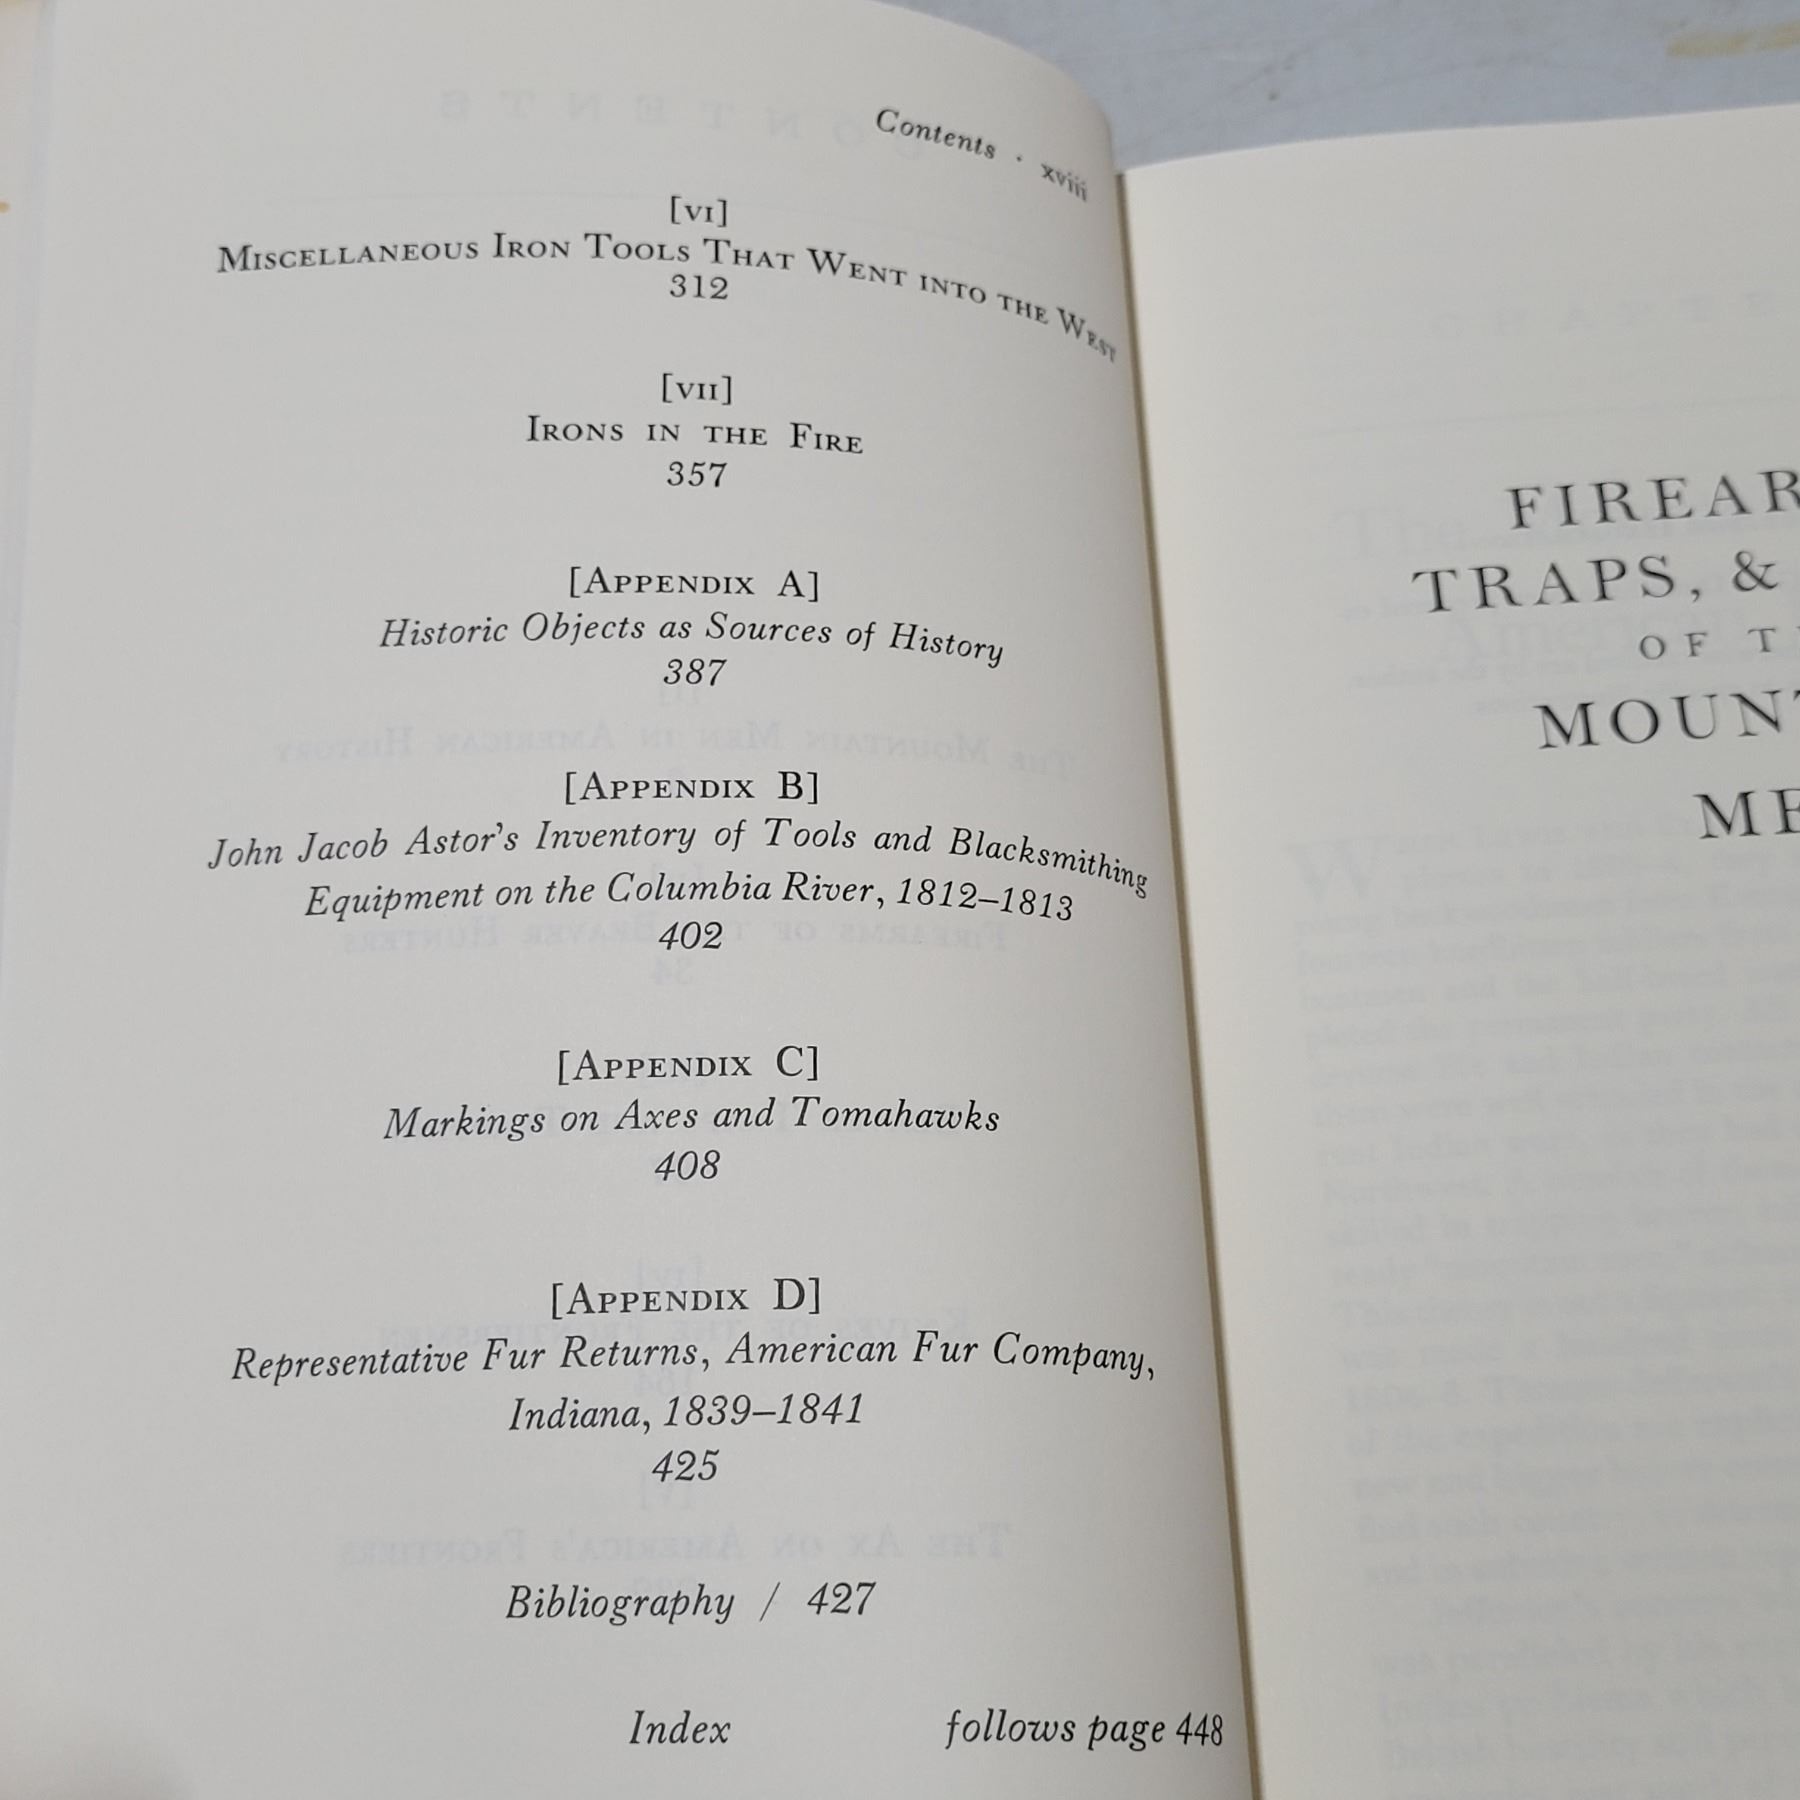 Contents · xviii
[VI]
Miscellaneous Iron Tools That Went into the West
312
[VII]
Irons in the Fire
357
[Appendix A]
Historic Objects as Sources of History
387
[Appendix B]
John Jacob Astor's Inventory of Tools and Blacksmithing
Equipment on the Columbia River, 1812–1813
402
[Appendix C]
Markings on Axes and Tomahawks
408
[Appendix D]
Representative Fur Returns, American Fur Company,
Indiana, 1839–1841
425
Bibliography / 427
Index follows page 448
FIREAR
TRAPS, &
OF T
MOUNT
ME